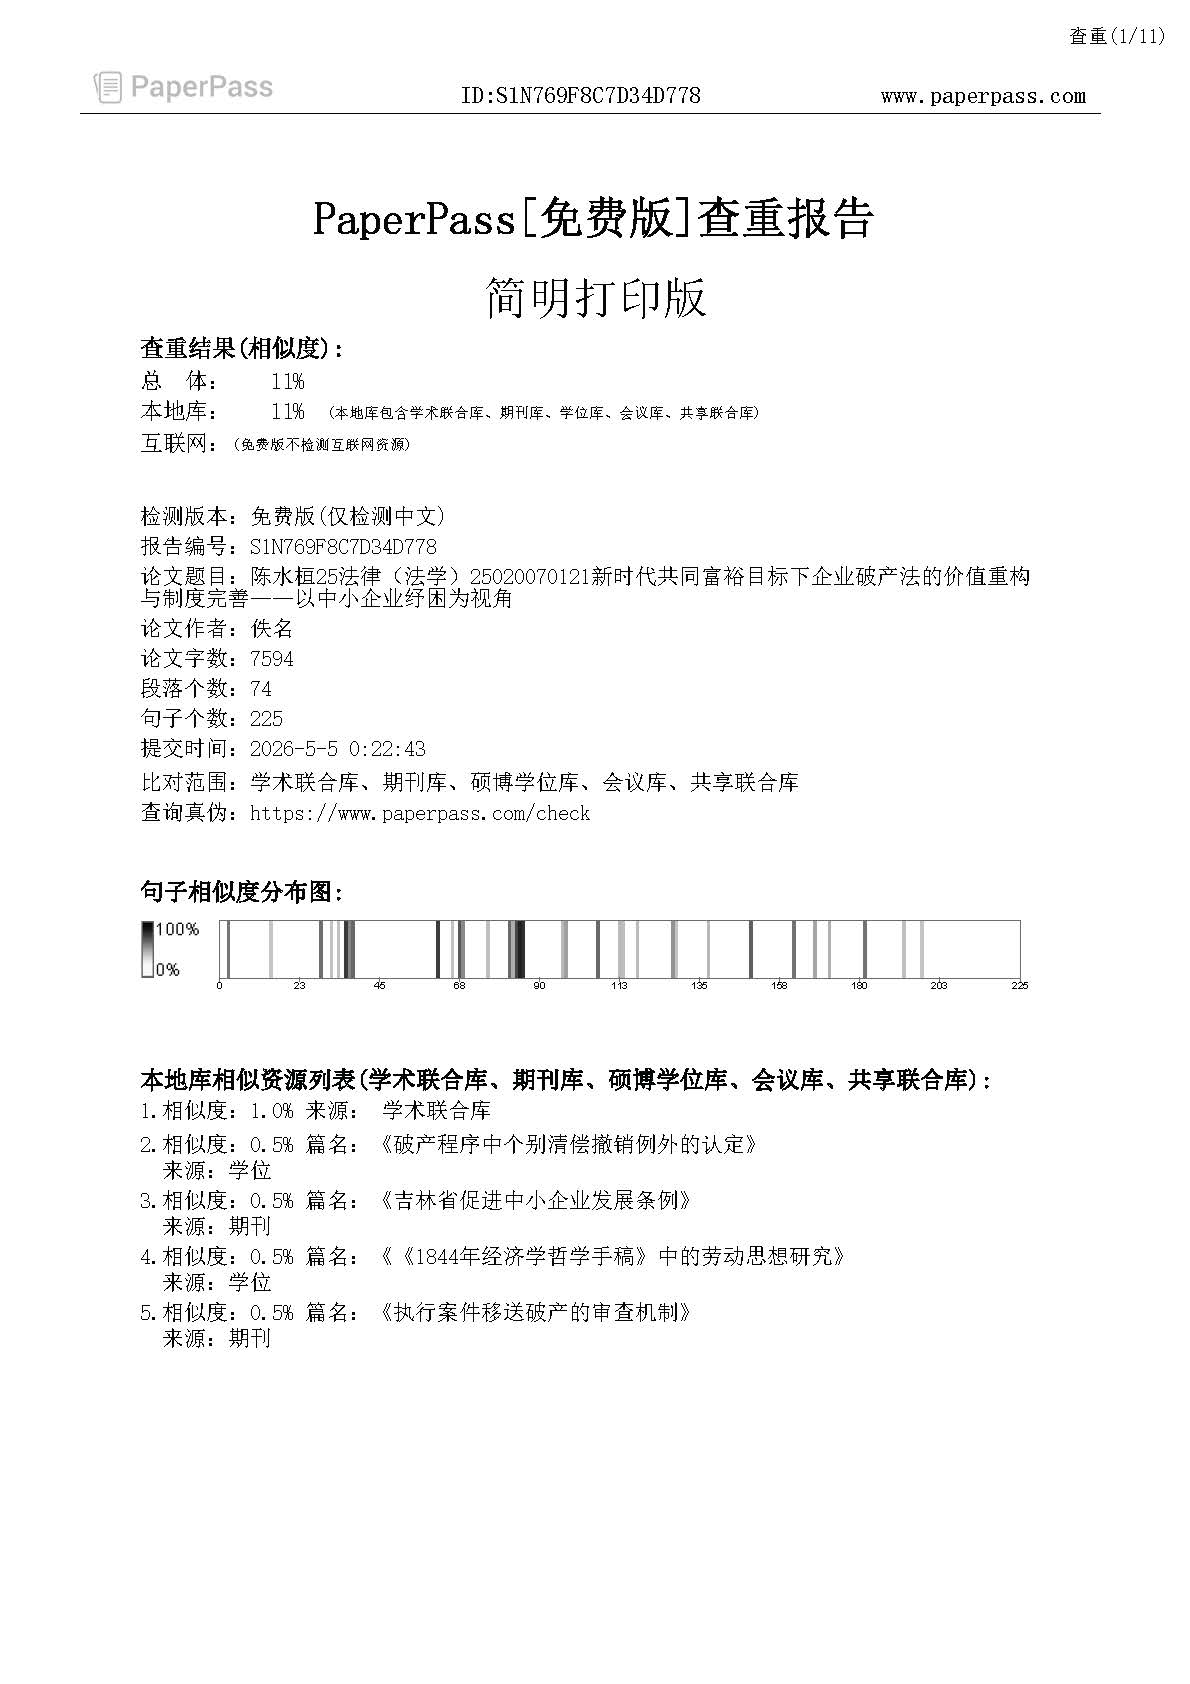 查重(1/11)
PaperPass ID:S1N769F8C7D34D778 www.paperpass.com
PaperPass[免费版]查重报告
简明打印版
查重结果(相似度):
总 体: 11%
本地库: 11% (本地库包含学术联合库、期刊库、学位库、会议库、共享联合库)
互联网: (免费版不检测互联网资源)
检测版本: 免费版(仅检测中文)
报告编号: S1N769F8C7D34D778
论文题目: 陈水桓25法律（法学）25020070121新时代共同富裕目标下企业破产法的价值重构
与制度完善——以中小企业纾困为视角
论文作者: 佚名
论文字数: 7594
段落个数: 74
句子个数: 225
提交时间: 2026-5-5 0:22:43
比对范围: 学术联合库、期刊库、硕博学位库、会议库、共享联合库
查询真伪: https://www.paperpass.com/check
句子相似度分布图:
100%
0%
0 23 45 68 90 113 135 158 180 203 225
本地库相似资源列表(学术联合库、期刊库、硕博学位库、会议库、共享联合库):
1.相似度: 1.0% 来源: 学术联合库
2.相似度: 0.5% 篇名: 《破产程序中个别清偿撤销例外的认定》
来源: 学位
3.相似度: 0.5% 篇名: 《吉林省促进中小企业发展条例》
来源: 期刊
4.相似度: 0.5% 篇名: 《《1844年经济学哲学手稿》中的劳动思想研究》
来源: 学位
5.相似度: 0.5% 篇名: 《执行案件移送破产的审查机制》
来源: 期刊